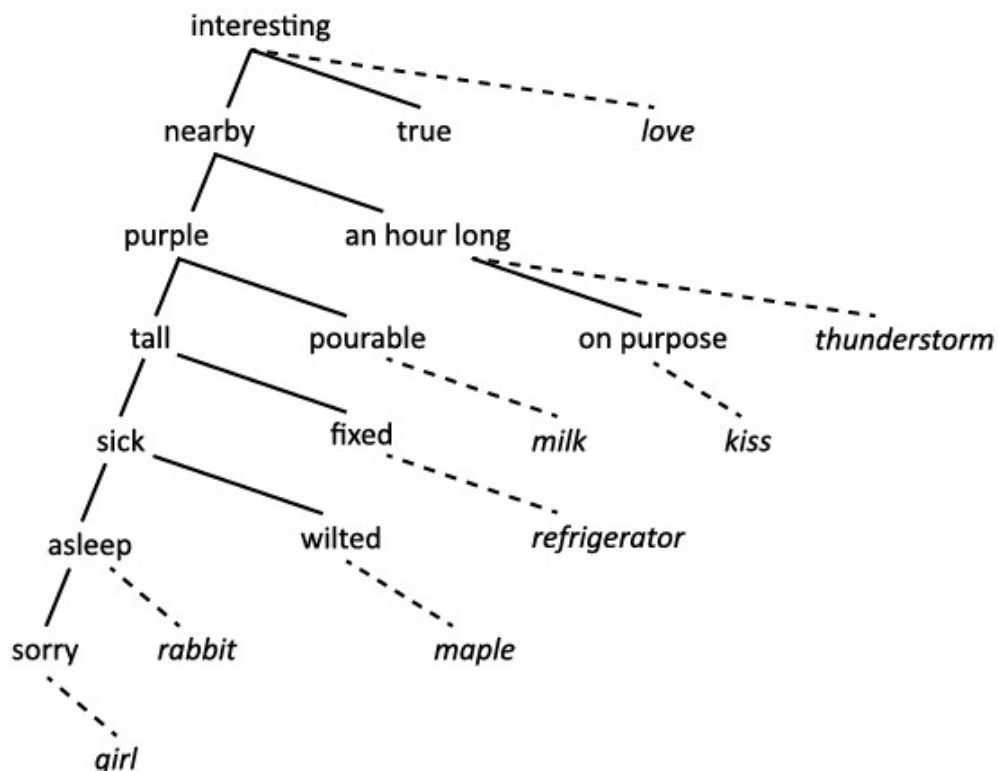 interesting
nearby true love
purple an hour long
tall pourable on purpose thunderstorm
sick fixed milk kiss
asleep wilted refrigerator
sorry rabbit maple
girl